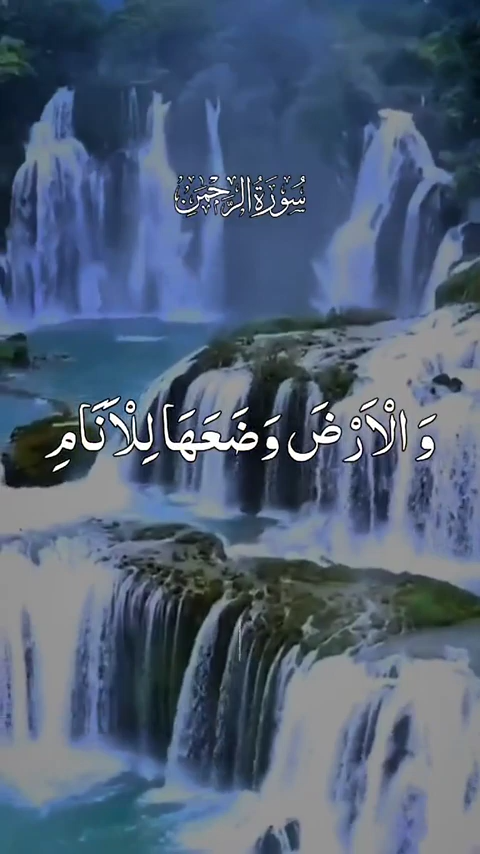 سُورَةُ الرَّحْمَٰنِ
وَالْاَرْضَ وَضَعَهَا لِلْاَنَامِ